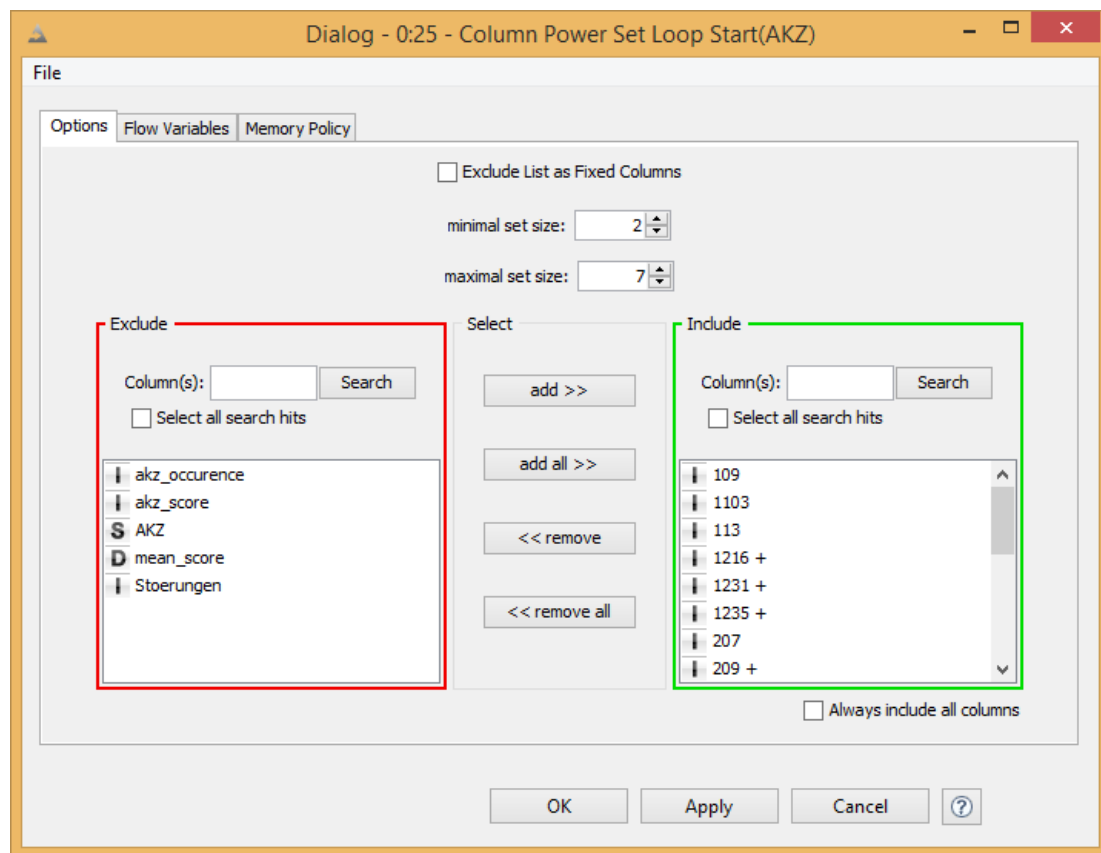 Dialog - 0:25 - Column Power Set Loop Start(AKZ)
File
Options Flow Variables Memory Policy
Exclude List as Fixed Columns
minimal set size: 2
maximal set size: 7
Exclude
Column(s): Search
Select all search hits
akz_occurence
akz_score
S AKZ
D mean_score
Stoerungen
Select
add >>
add all >>
<< remove
<< remove all
Include
Column(s): Search
Select all search hits
I 109
I 1103
I 113
I 1216 +
I 1231 +
I 1235 +
I 207
I 209 +
Always include all columns
OK Apply Cancel ?